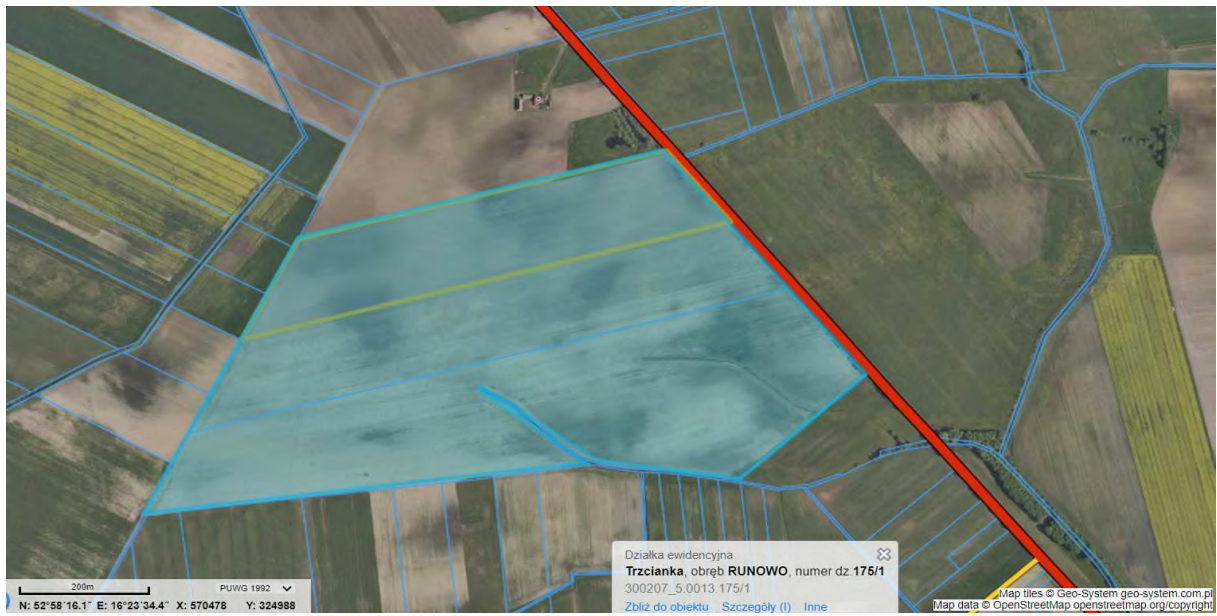 Działka ewidencyjna
Trzcianka, obręb RUNOWO, numer dz.175/1
300207_5.0013.175/1
Zbliż do obiektu Szczegóły (I) Inne
200m
PUWG 1992
N: 52°58´16.1˝ E: 16°23´34.4˝ X: 570478 Y: 324988
Map tiles © Geo-System geo-system.com.pl
Map data © OpenStreetMap openstreetmap.org/copyright